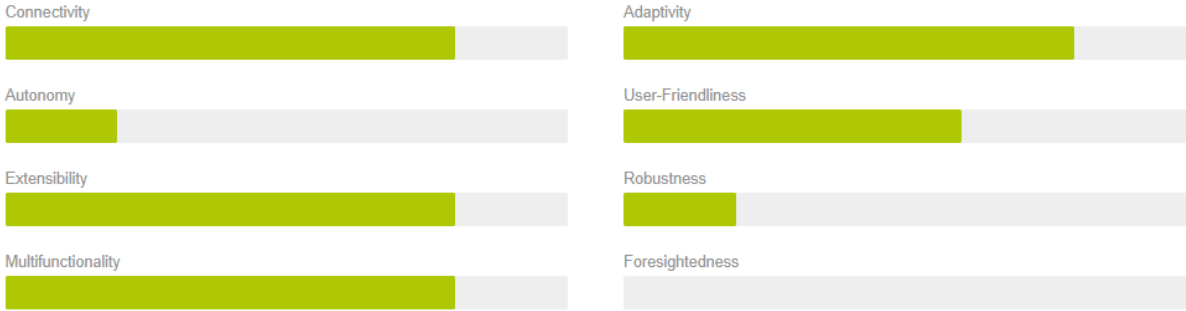 Connectivity
Adaptivity
Autonomy
User-Friendliness
Extensibility
Robustness
Multifunctionality
Foresightedness